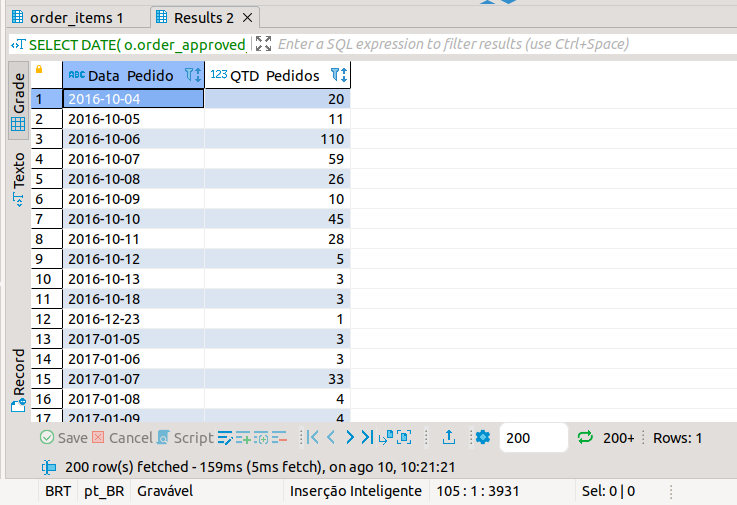 order_items 1 Results 2
SELECT DATE( o.order_approved_ Enter a SQL expression to filter results (use Ctrl+Space)
Grade
Texto
Record
ABC Data Pedido 123 QTD Pedidos
1 2016-10-04 20
2 2016-10-05 11
3 2016-10-06 110
4 2016-10-07 59
5 2016-10-08 26
6 2016-10-09 10
7 2016-10-10 45
8 2016-10-11 28
9 2016-10-12 5
10 2016-10-13 3
11 2016-10-18 3
12 2016-12-23 1
13 2017-01-05 3
14 2017-01-06 3
15 2017-01-07 33
16 2017-01-08 4
17 2017-01-09 4
Save Cancel Script 200 200+ Rows: 1
200 row(s) fetched - 159ms (5ms fetch), on ago 10, 10:21:21
BRT pt_BR Gravável Inserção Inteligente 105 : 1 : 3931 Sel: 0 | 0